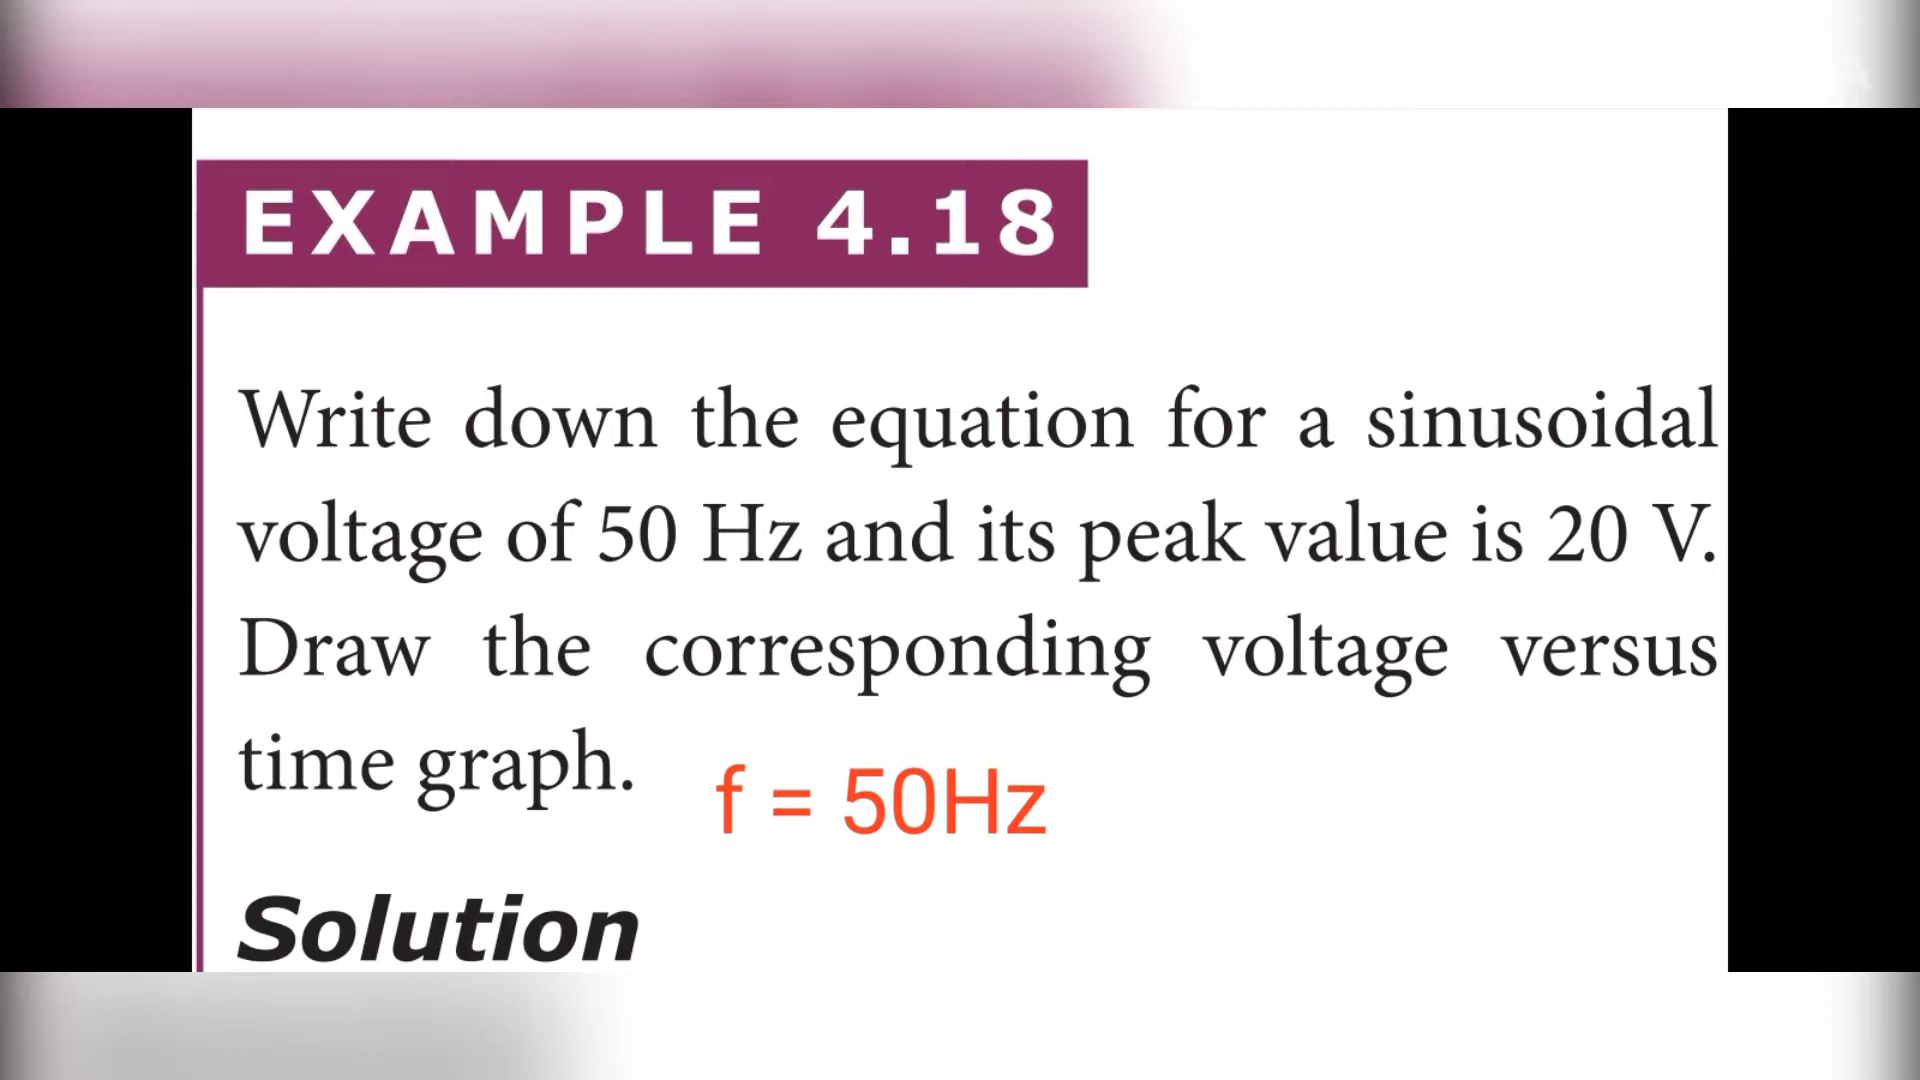 EXAMPLE 4.18
Write down the equation for a sinusoidal
voltage of 50 Hz and its peak value is 20 V.
Draw the corresponding voltage versus
time graph.
f = 50Hz
Solution